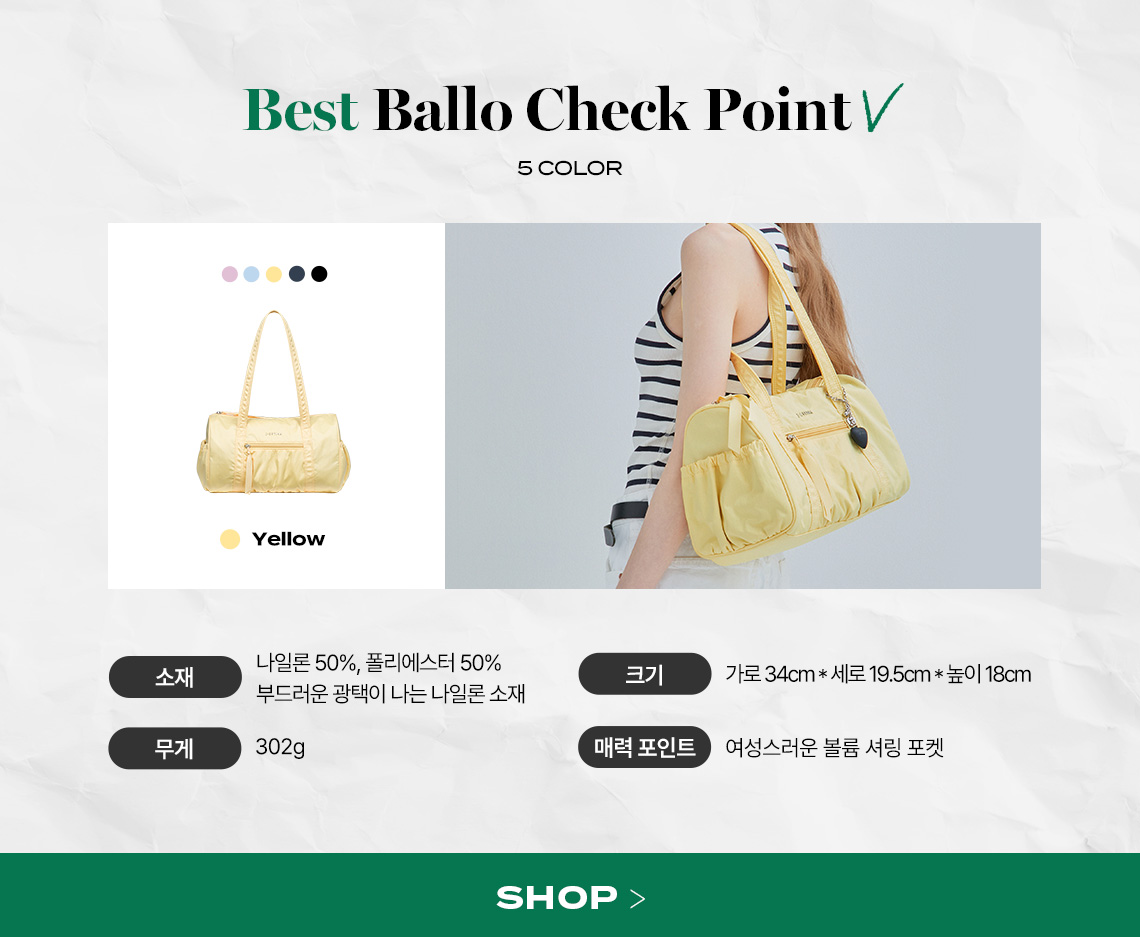 Best Ballo Check Point
5 COLOR
Yellow
소재
나일론 50%, 폴리에스터 50%
부드러운 광택이 나는 나일론 소재
크기
가로 34cm * 세로 19.5cm * 높이 18cm
무게
302g
매력 포인트
여성스러운 볼륨 셔링 포켓
SHOP >